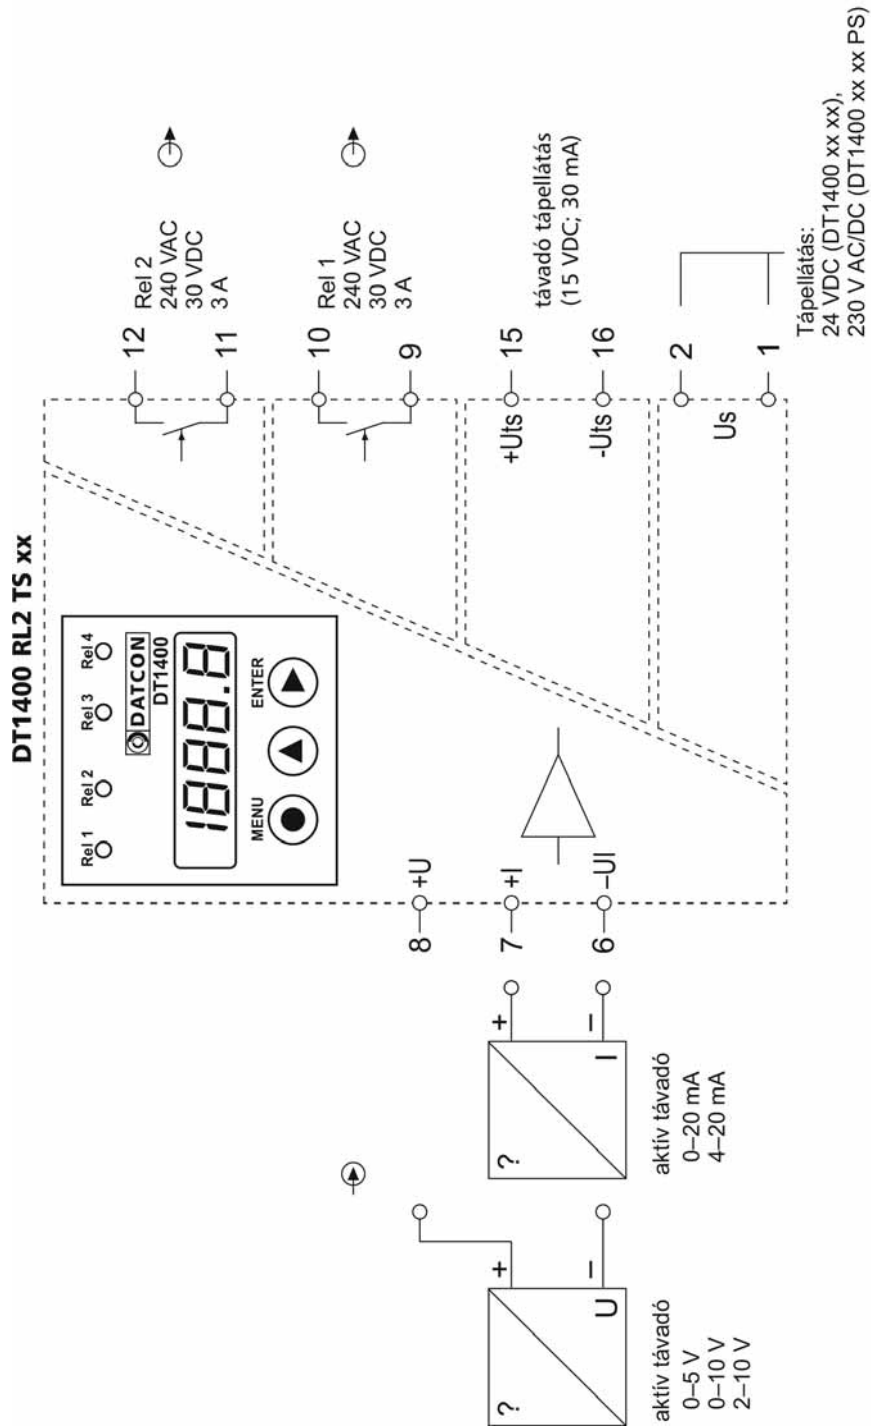 DT1400 RL2 TS xx
Rel 1
Rel 2
Rel 3
Rel 4
DATCON
DT1400
1888.8
MENU
ENTER
12
11
Rel 2
240 VAC
30 VDC
3 A
10
9
Rel 1
240 VAC
30 VDC
3 A
+Uts
15
-Uts
16
távadó tápellátás
(15 VDC; 30 mA)
Us
2
1
Tápellátás:
24 VDC (DT1400 xx xx),
230 V AC/DC (DT1400 xx xx PS)
8
+U
7
+I
6
–UI
?
I
+
–
aktív távadó
0–20 mA
4–20 mA
?
U
+
–
aktív távadó
0–5 V
0–10 V
2–10 V